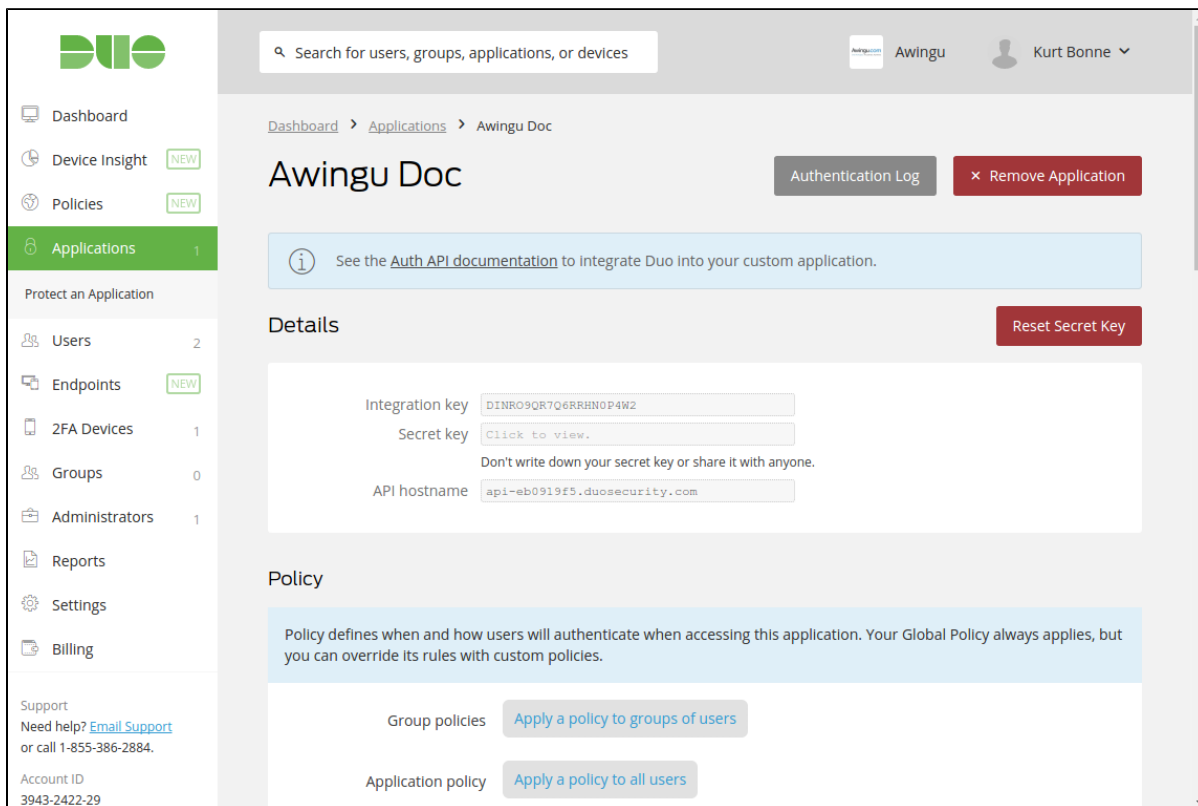 DUO
Search for users, groups, applications, or devices
Awingu.com
Awingu
Kurt Bonne
Dashboard
Device Insight NEW
Policies NEW
Applications 1
Protect an Application
Users 2
Endpoints NEW
2FA Devices 1
Groups 0
Administrators 1
Reports
Settings
Billing
Support
Need help? Email Support
or call 1-855-386-2884.
Account ID
3943-2422-29
Dashboard > Applications > Awingu Doc
Awingu Doc
Authentication Log
× Remove Application
See the Auth API documentation to integrate Duo into your custom application.
Details
Reset Secret Key
Integration key DINRO9QR7Q6RRHN0P4W2
Secret key Click to view.
Don't write down your secret key or share it with anyone.
API hostname api-eb0919f5.duosecurity.com
Policy
Policy defines when and how users will authenticate when accessing this application. Your Global Policy always applies, but
you can override its rules with custom policies.
Group policies Apply a policy to groups of users
Application policy Apply a policy to all users